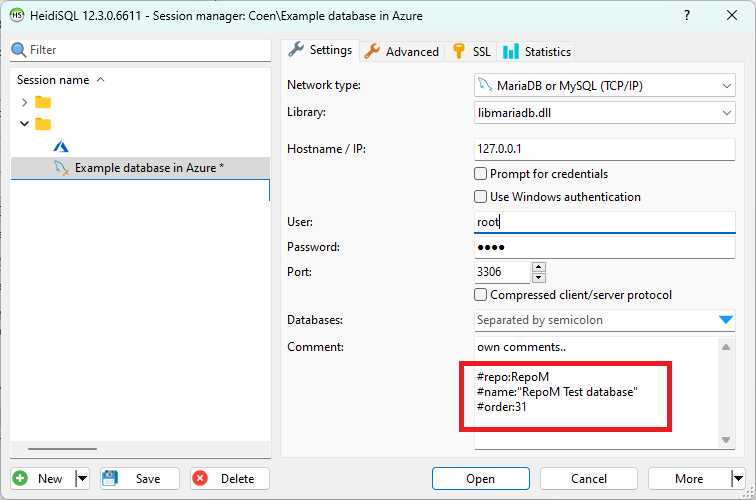 HeidiSQL 12.3.0.6611 - Session manager: Coen\Example database in Azure
Filter
Session name
Example database in Azure *
Settings
Advanced
SSL
Statistics
Network type:
MariaDB or MySQL (TCP/IP)
Library:
libmariadb.dll
Hostname / IP:
127.0.0.1
Prompt for credentials
Use Windows authentication
User:
root
Password:
●●●●
Port:
3306
Compressed client/server protocol
Databases:
Separated by semicolon
Comment:
own comments..
#repo:RepoM
#name:"RepoM Test database"
#order:31
New
Save
Delete
Open
Cancel
More